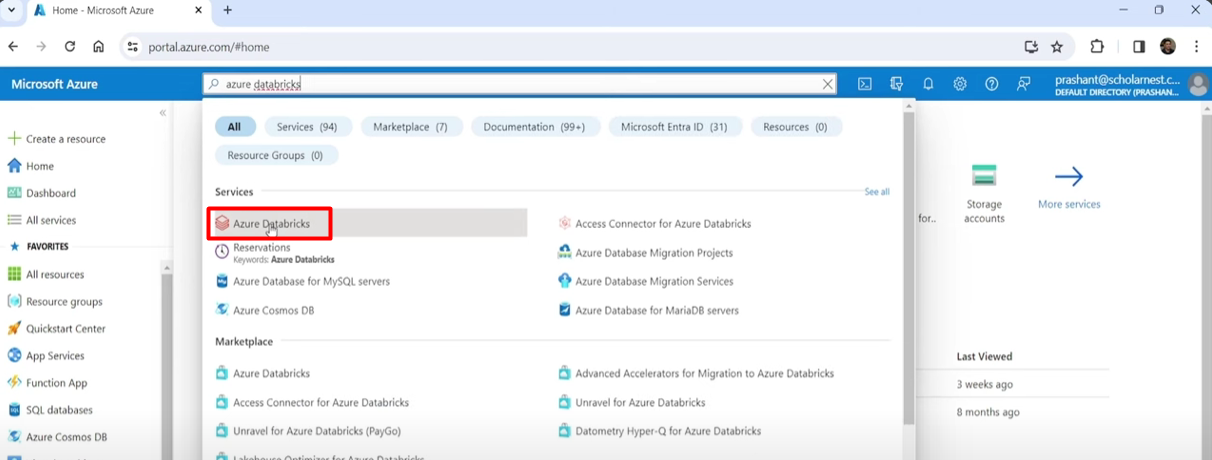 Home - Microsoft Azure
portal.azure.com/#home
Microsoft Azure
azure databricks
prashant@scholarnest.c...
DEFAULT DIRECTORY (PRASHAN...
Create a resource
Home
Dashboard
All services
FAVORITES
All resources
Resource groups
Quickstart Center
App Services
Function App
SQL databases
Azure Cosmos DB
All
Services (94)
Marketplace (7)
Documentation (99+)
Microsoft Entra ID (31)
Resources (0)
Resource Groups (0)
Services
See all
Azure Databricks
Access Connector for Azure Databricks
Reservations
Keywords: Azure Databricks
Azure Database Migration Projects
Azure Database for MySQL servers
Azure Database Migration Services
Azure Cosmos DB
Azure Database for MariaDB servers
Marketplace
Azure Databricks
Advanced Accelerators for Migration to Azure Databricks
Access Connector for Azure Databricks
Unravel for Azure Databricks
Unravel for Azure Databricks (PayGo)
Datometry Hyper-Q for Azure Databricks
Lakehouse Optimizer for Azure Databricks
for..
Storage
accounts
More services
Last Viewed
3 weeks ago
8 months ago